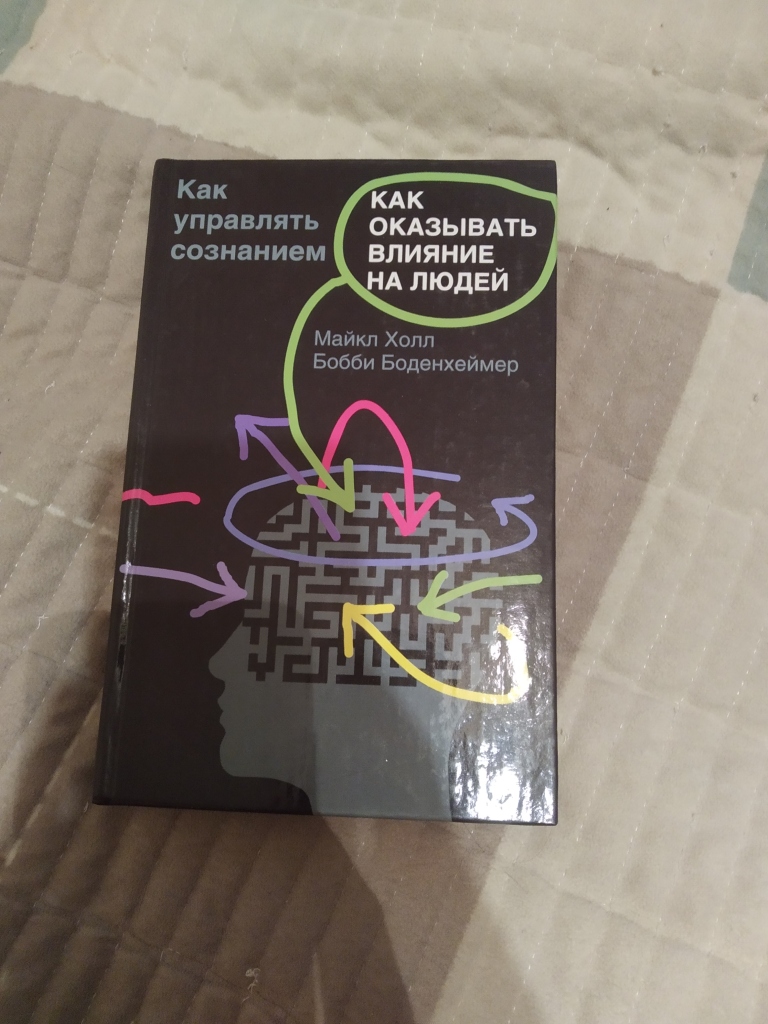 Как
управлять
сознанием
КАК
ОКАЗЫВАТЬ
ВЛИЯНИЕ
НА ЛЮДЕЙ
Майкл Холл
Бобби Боденхеймер